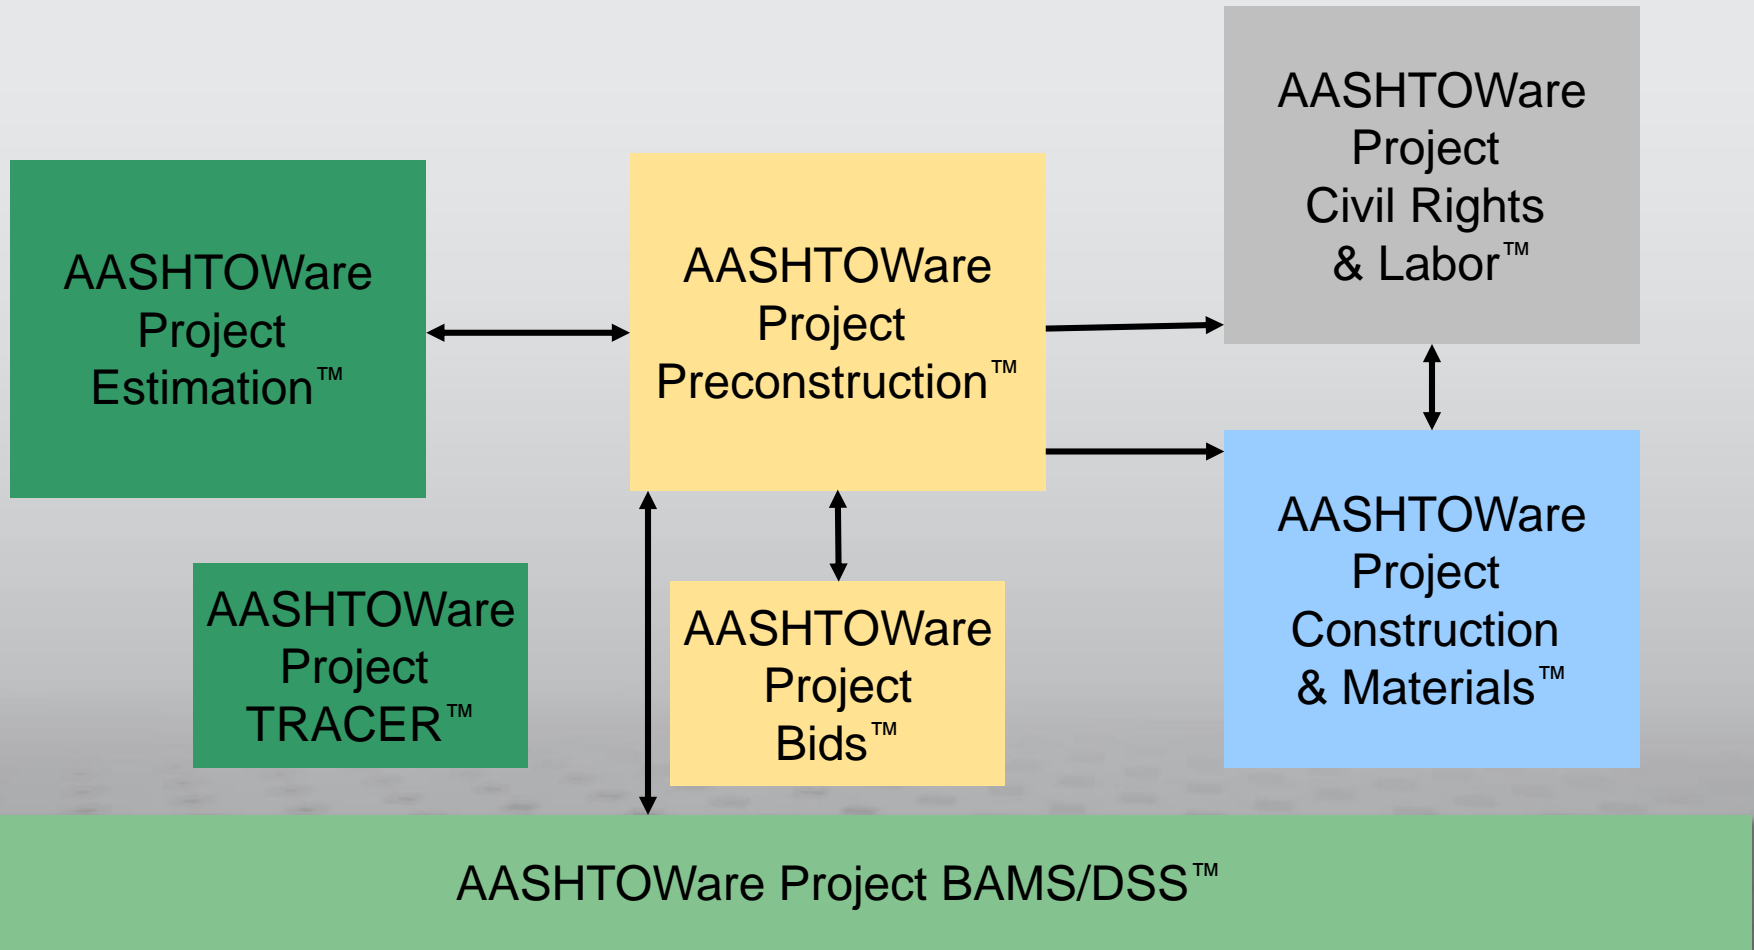 AASHTOWare
Project
Estimation™
AASHTOWare
Project
Preconstruction™
AASHTOWare
Project
Civil Rights
& Labor™
AASHTOWare
Project
TRACER™
AASHTOWare
Project
Bids™
AASHTOWare
Project
Construction
& Materials™
AASHTOWare Project BAMS/DSS™